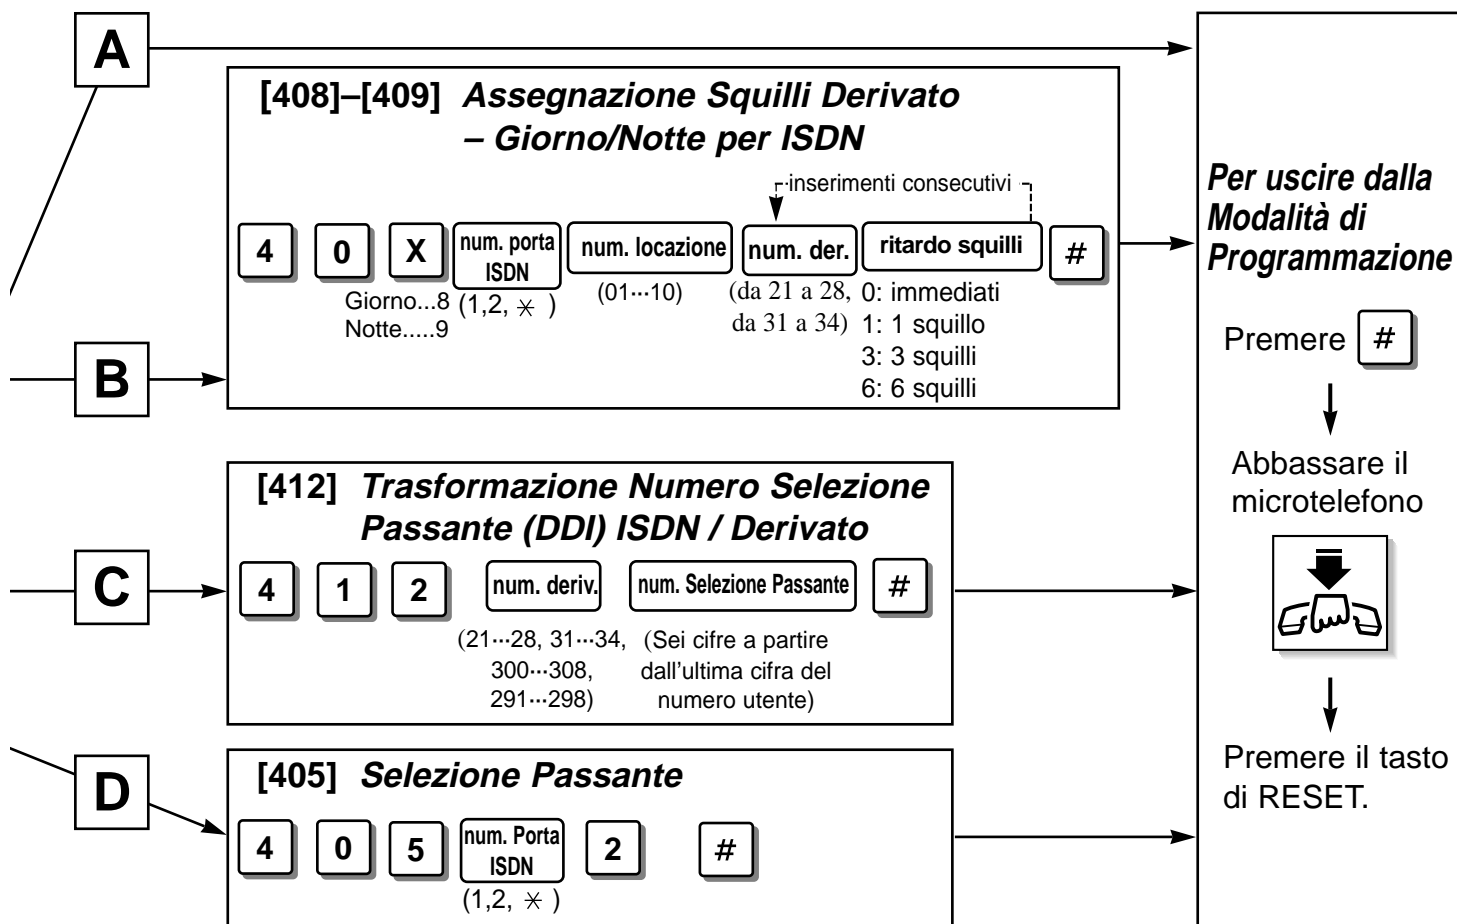 A
[408]–[409] Assegnazione Squilli Derivato
– Giorno/Notte per ISDN
inserimenti consecutivi
4 0 X num. porta ISDN num. locazione num. der. ritardo squilli #
Giorno...8
Notte.....9
(1,2, * )
(01···10)
(da 21 a 28,
da 31 a 34)
0: immediati
1: 1 squillo
3: 3 squilli
6: 6 squilli
B
[412] Trasformazione Numero Selezione
Passante (DDI) ISDN / Derivato
C
4 1 2 num. deriv. num. Selezione Passante #
(21···28, 31···34,
300···308,
291···298)
(Sei cifre a partire
dall'ultima cifra del
numero utente)
D
[405] Selezione Passante
4 0 5 num. Porta ISDN 2 #
(1,2, * )
Per uscire dalla
Modalità di
Programmazione
Premere #
Abbassare il
microtelefono
Premere il tasto
di RESET.